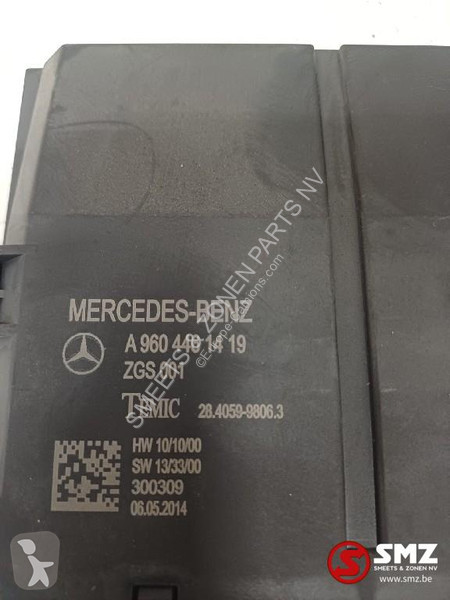 MERCEDES-BENZ
A 960 446 14 19
ZGS 001
TEMIC 28.4059-9806.3
HW 10/10/00
SW 13/33/00
300309
06.05.2014
SMEETS & ZONEN PARTS NV
SMZ
SMEETS & ZONEN NV
www.smz.be